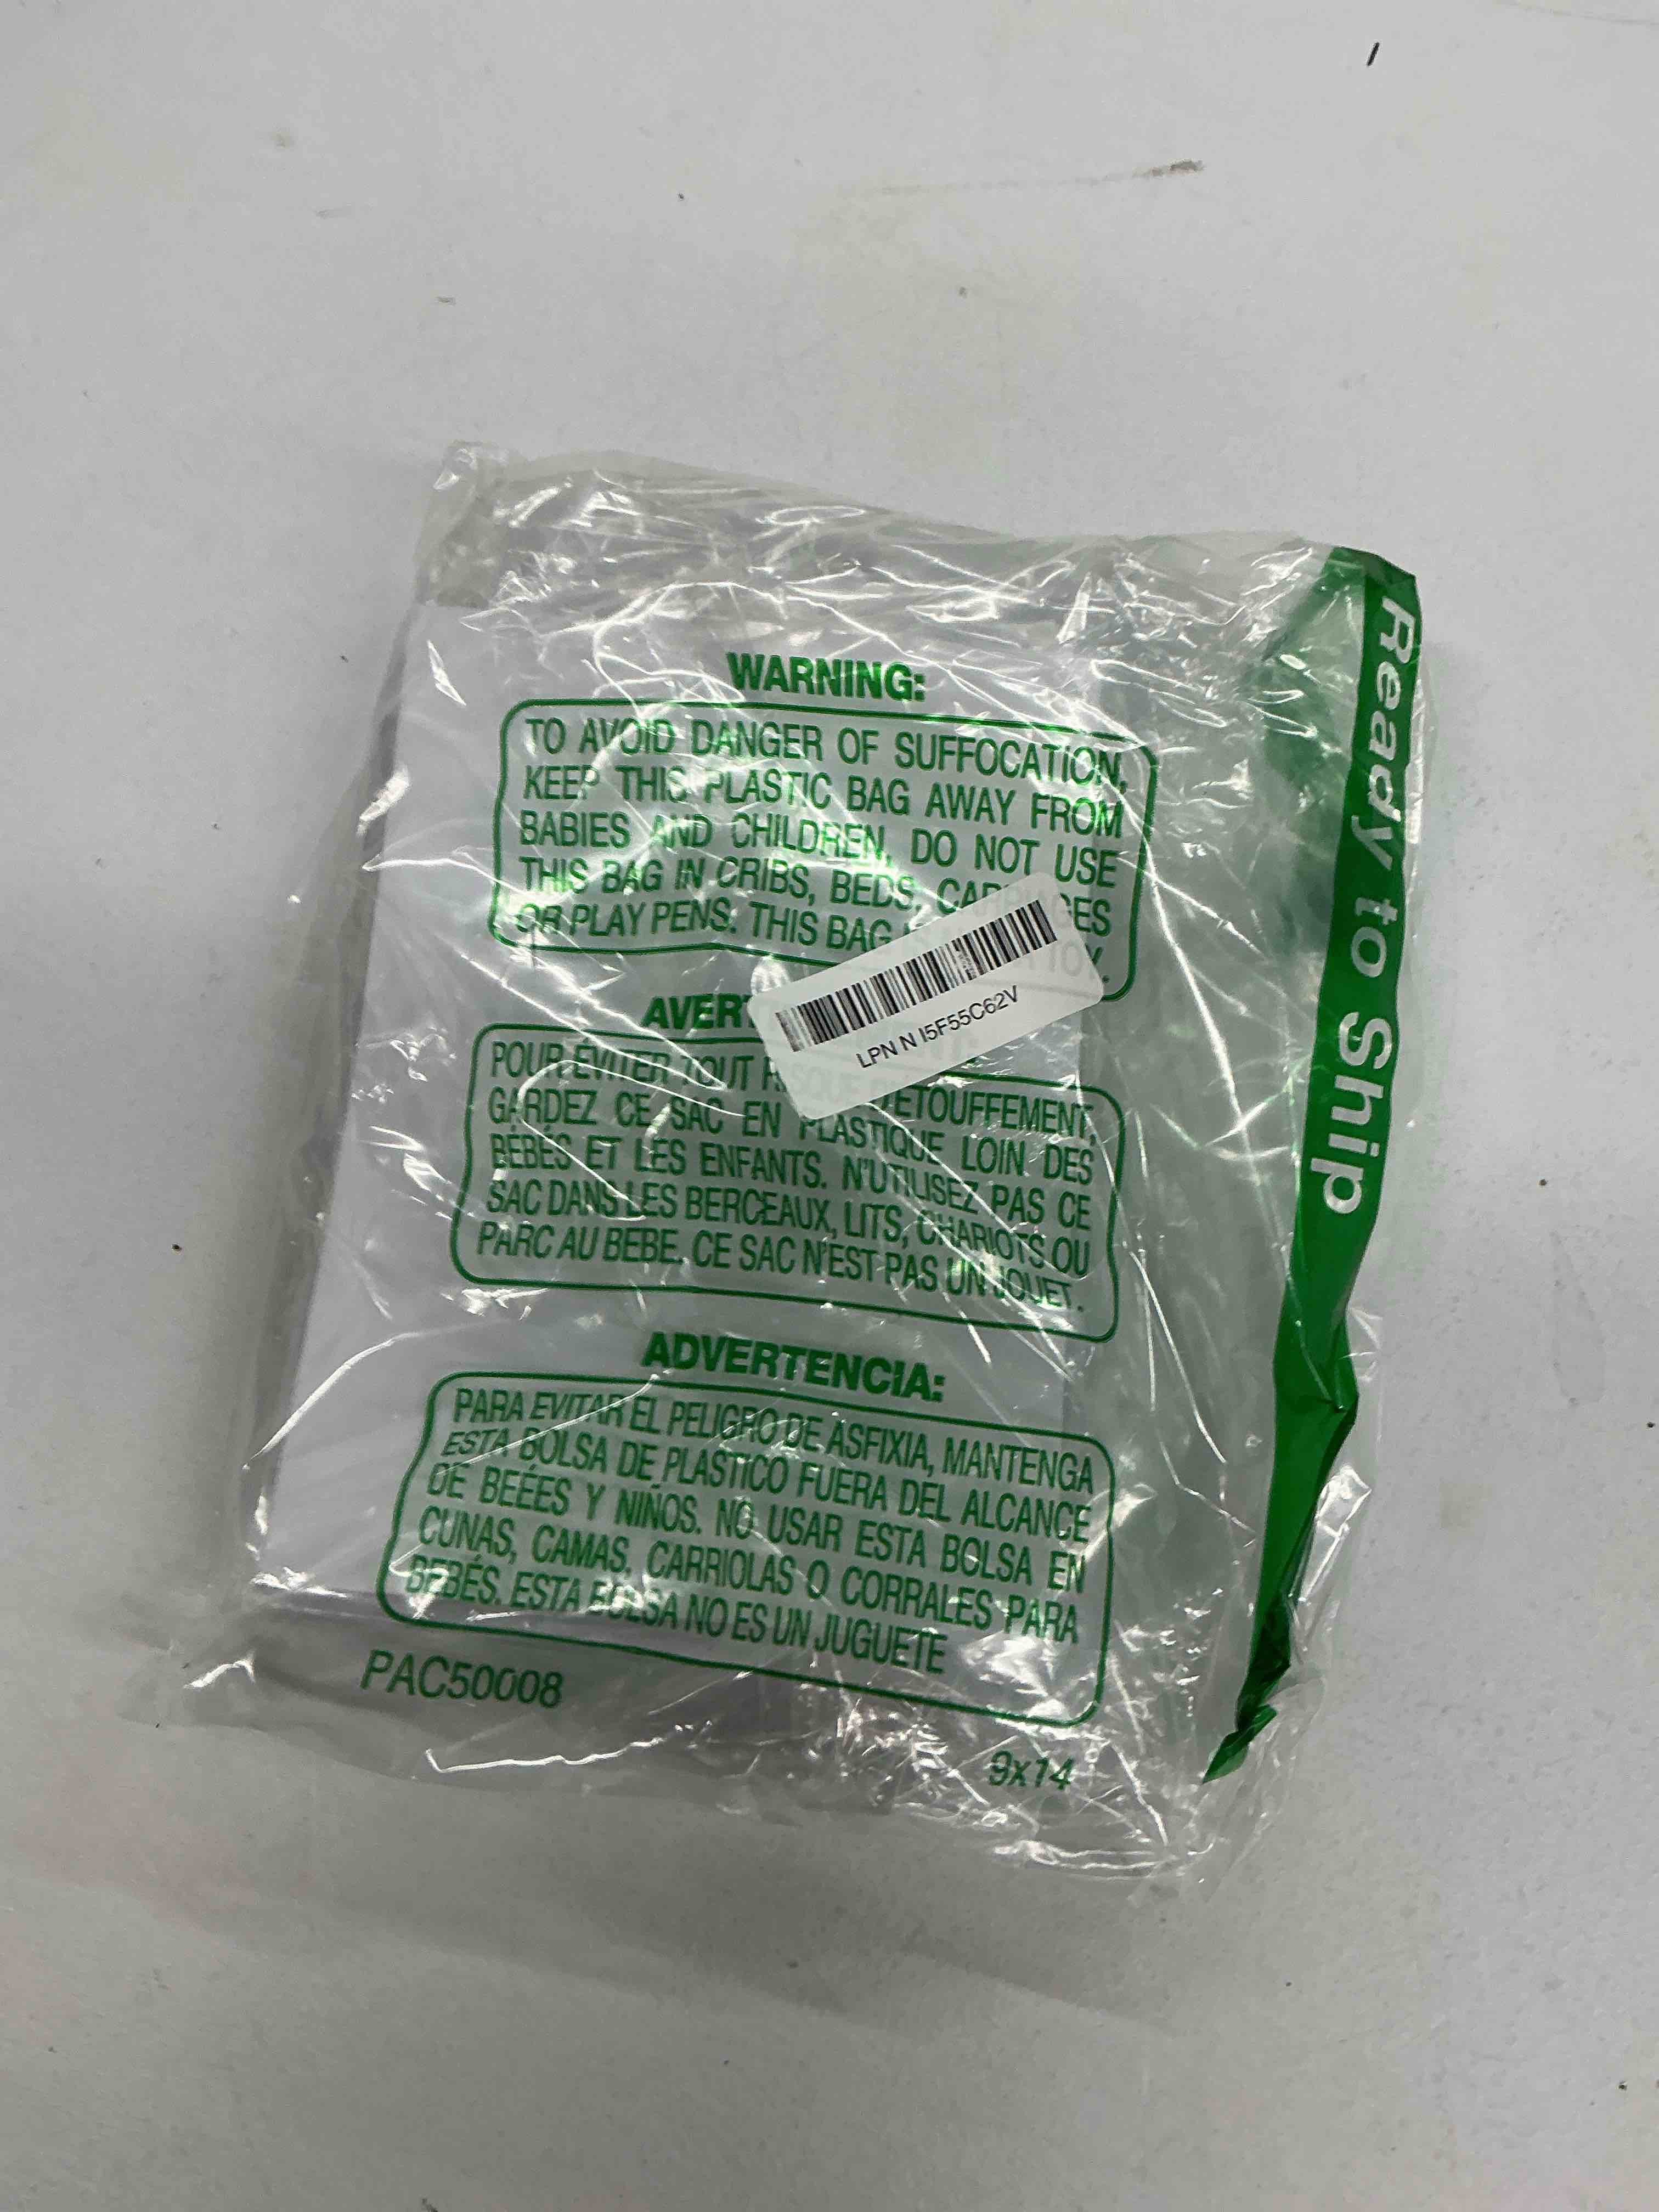 WARNING:
TO AVOID DANGER OF SUFFOCATION,
KEEP THIS PLASTIC BAG AWAY FROM
BABIES AND CHILDREN. DO NOT USE
THIS BAG IN CRIBS, BEDS, CARRIAGES
OR PLAY PENS. THIS BAG TOY.
LPN N I5F55C62V
POUR ÉVITER TOUT RISQUE D'ETOUFFEMENT,
GARDEZ CE SAC EN PLASTIQUE LOIN DES
BÉBÉS ET LES ENFANTS. N'UTILISEZ PAS CE
SAC DANS LES BERCEAUX, LITS, CHARIOTS OU
PARC AU BEBE. CE SAC N'EST PAS UN JOUET.
ADVERTENCIA:
PARA EVITAR EL PELIGRO DE ASFIXIA, MANTENGA
ESTA BOLSA DE PLASTICO FUERA DEL ALCANCE
DE BEÉES Y NIÑOS. NO USAR ESTA BOLSA EN
CUNAS, CAMAS, CARRIOLAS O CORRALES PARA
BEBÉS. ESTA BOLSA NO ES UN JUGUETE
PAC50008
9x14
Ready to Ship